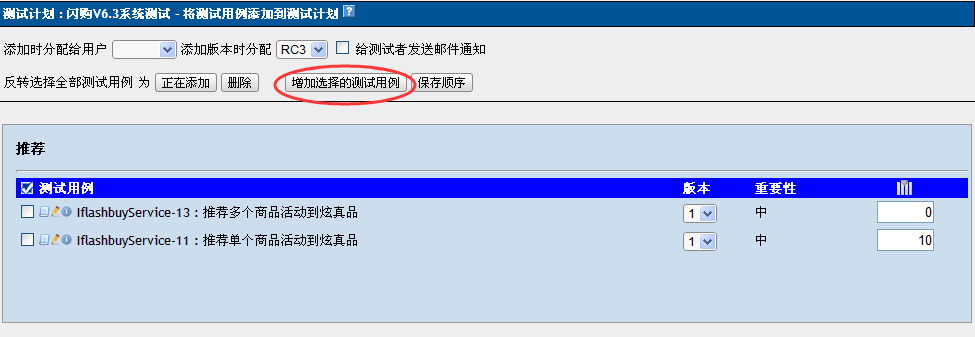 测试计划 : 闪购V6.3系统测试 - 将测试用例添加到测试计划 ?
添加时分配给用户 添加版本时分配 RC3 给测试者发送邮件通知
反转选择全部测试用例 为 正在添加 删除 增加选择的测试用例 保存顺序
推荐
测试用例 版本 重要性
IflashbuyService-13 : 推荐多个商品活动到炫真品 1 中 0
IflashbuyService-11 : 推荐单个商品活动到炫真品 1 中 10